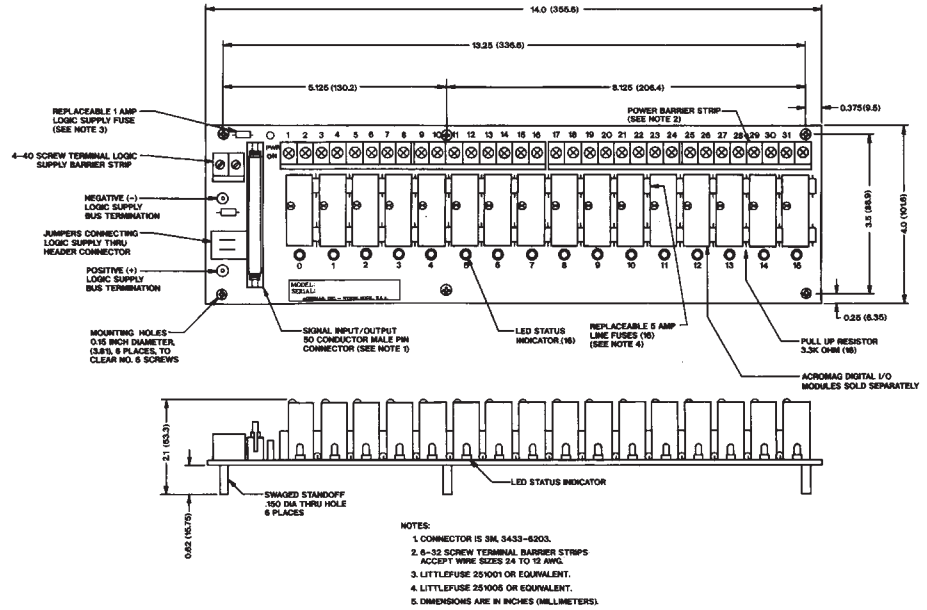 14.0 (355.6)
13.25 (336.6)
5.125 (130.2)
8.125 (206.4)
0.375 (9.5)
REPLACEABLE 1 AMP
LOGIC SUPPLY FUSE
(SEE NOTE 3)
POWER BARRIER STRIP
(SEE NOTE 2)
PWR
ON
1 2 3 4 5 6 7 8 9 10 11 12 13 14 15 16 17 18 19 20 21 22 23 24 25 26 27 28 29 30 31
4-40 SCREW TERMINAL LOGIC
SUPPLY BARRIER STRIP
NEGATIVE (-)
LOGIC SUPPLY
BUS TERMINATION
JUMPERS CONNECTING
LOGIC SUPPLY THRU
HEADER CONNECTOR
POSITIVE (+)
LOGIC SUPPLY
BUS TERMINATION
3.5 (88.9)
4.0 (101.6)
0 1 2 3 4 5 6 7 8 9 10 11 12 13 14 15
MODEL:
SERIAL:
0.25 (6.35)
MOUNTING HOLES
0.15 INCH DIAMETER,
(3.81), 6 PLACES, TO
CLEAR NO. 6 SCREWS
SIGNAL INPUT/OUTPUT
50 CONDUCTOR MALE PIN
CONNECTOR (SEE NOTE 1)
LED STATUS
INDICATOR (16)
REPLACEABLE 5 AMP
LINE FUSES (16)
(SEE NOTE 4)
PULL UP RESISTOR
3.3K OHM (16)
ACROMAG DIGITAL I/O
MODULES SOLD SEPARATELY
2.1 (53.3)
0.62 (15.75)
LED STATUS INDICATOR
SWAGED STANDOFF
.150 DIA THRU HOLE
6 PLACES
NOTES:
1. CONNECTOR IS 3M, 3433-6203.
2. 6-32 SCREW TERMINAL BARRIER STRIPS
ACCEPT WIRE SIZES 24 TO 12 AWG.
3. LITTLEFUSE 251001 OR EQUIVALENT.
4. LITTLEFUSE 251005 OR EQUIVALENT.
5. DIMENSIONS ARE IN INCHES (MILLIMETERS).